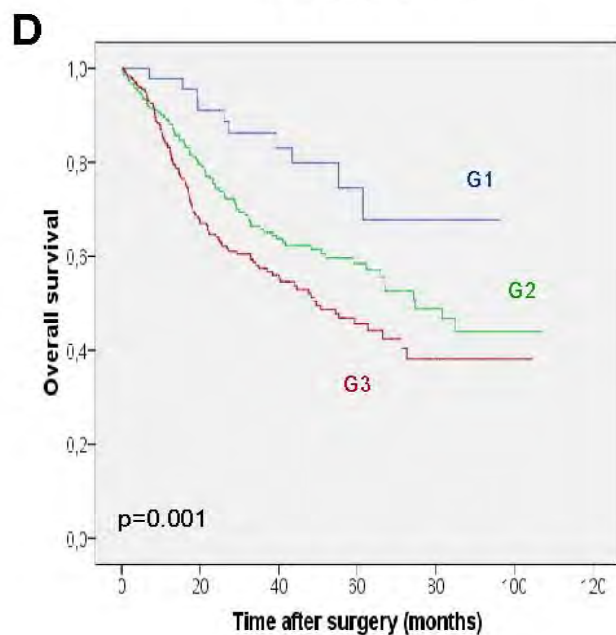 D
1,0
0,8
0,6
0,4
0,2
0,0
Overall survival
G1
G2
G3
p=0.001
0 20 40 60 80 100 120
Time after surgery (months)